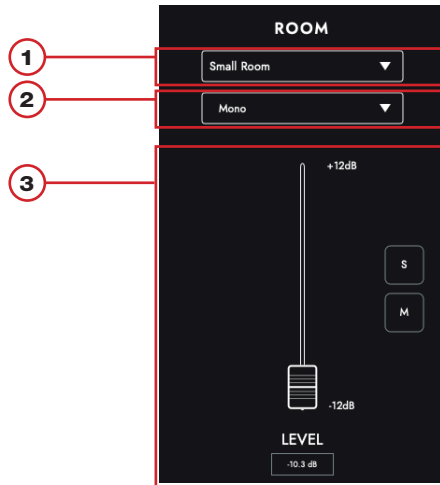 ROOM
1
Small Room
2
Mono
3
+12dB
S
M
-12dB
LEVEL
-10.3 dB